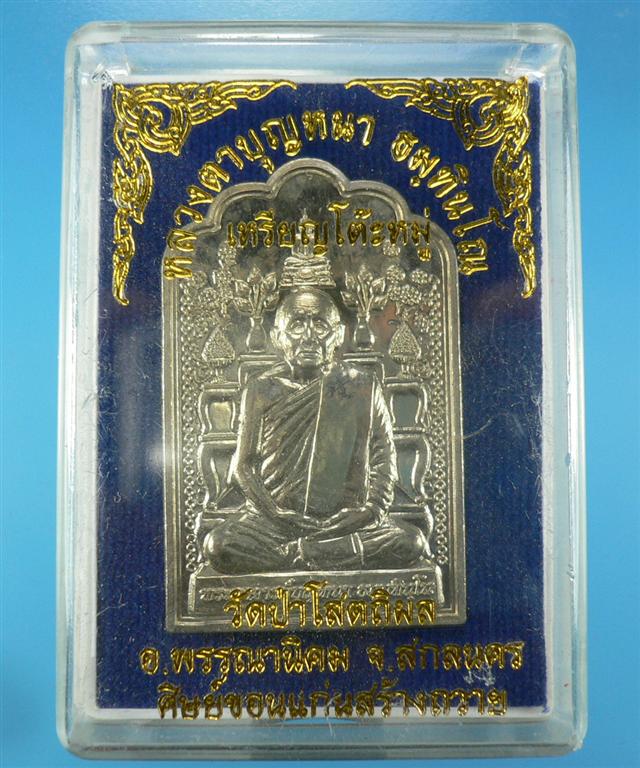 หลวงตาบุญหนา ธมฺทินฺโณ
เหรียญโต๊ะหมู่
วัดป่าโสตถิผล
อ.พรรณานิคม จ.สกลนคร
ศิษย์ขอนแก่นสร้างถวาย